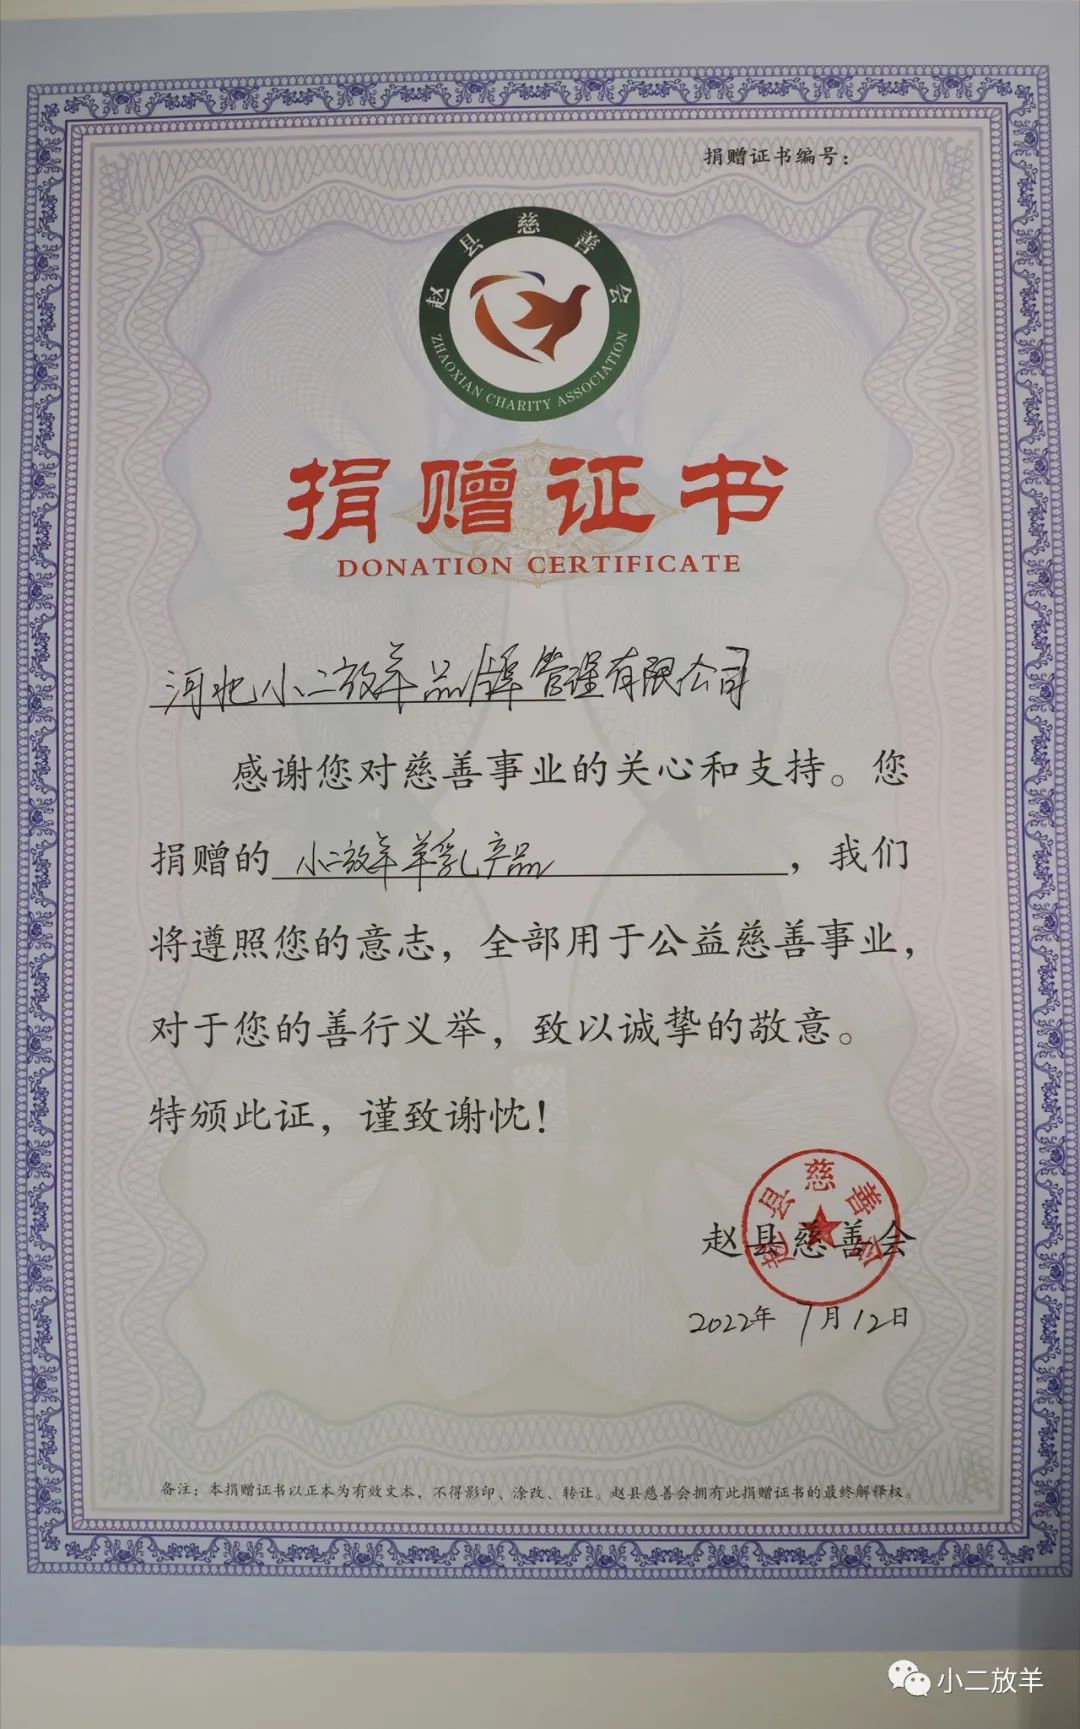 捐赠证书编号：
赵县慈善会
ZHAOXIAN CHARITY ASSOCIATION
捐赠证书
DONATION CERTIFICATE
河北小二放羊品牌管理有限公司
感谢您对慈善事业的关心和支持。您
捐赠的 小二放羊羊乳产品，我们
将遵照您的意志，全部用于公益慈善事业，
对于您的善行义举，致以诚挚的敬意。
特颁此证，谨致谢忱！
赵县慈善会
赵县慈善会
2022年7月12日
备注：本捐赠证书以正本为有效文本，不得影印、涂改、转让。赵县慈善会拥有此捐赠证书的最终解释权。
小二放羊